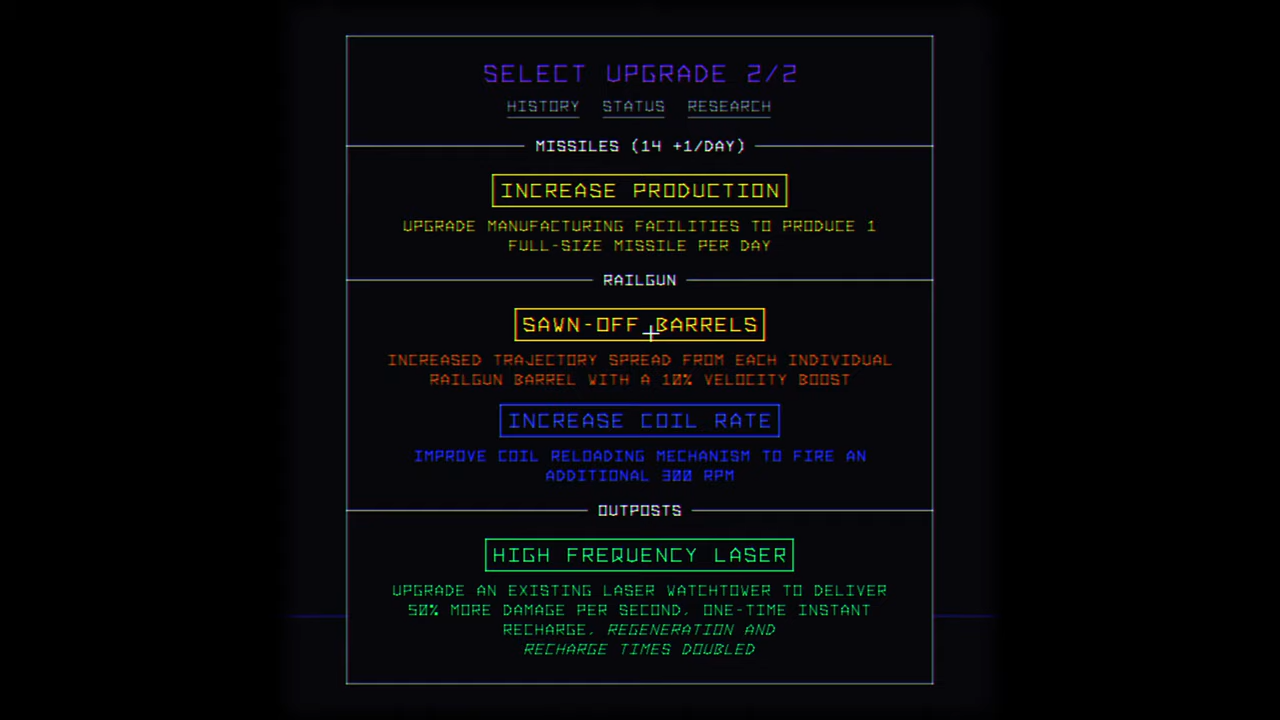 SELECT UPGRADE 2/2
HISTORY STATUS RESEARCH
MISSILES (14 +1/DAY)
INCREASE PRODUCTION
UPGRADE MANUFACTURING FACILITIES TO PRODUCE 1
FULL-SIZE MISSILE PER DAY
RAILGUN
SAWN-OFF BARRELS
INCREASED TRAJECTORY SPREAD FROM EACH INDIVIDUAL
RAILGUN BARREL WITH A 10% VELOCITY BOOST
INCREASE COIL RATE
IMPROVE COIL RELOADING MECHANISM TO FIRE AN
ADDITIONAL 300 RPM
OUTPOSTS
HIGH FREQUENCY LASER
UPGRADE AN EXISTING LASER WATCHTOWER TO DELIVER
50% MORE DAMAGE PER SECOND, ONE-TIME INSTANT
RECHARGE, REGENERATION AND
RECHARGE TIMES DOUBLED